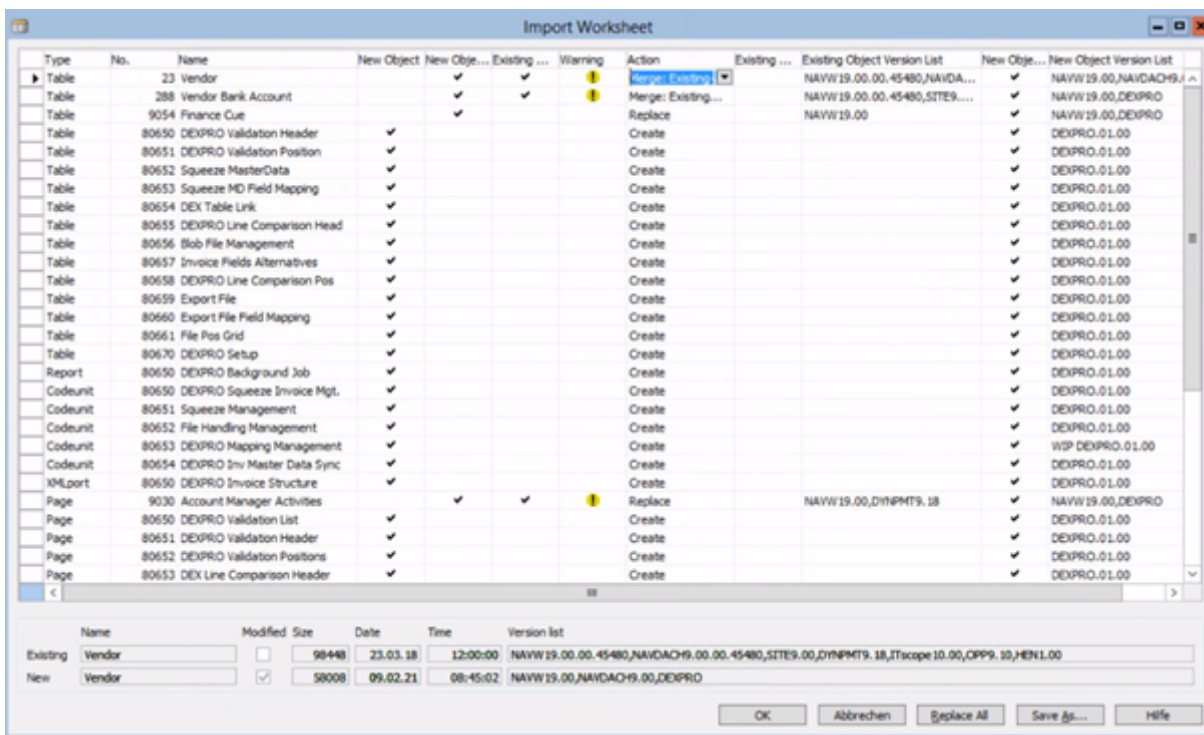 Import Worksheet
Type No. Name New Object New Obje... Existing ... Warning Action Existing ... Existing Object Version List New Obje... New Object Version List
Table 23 Vendor Merge: Existing NAVW19.00.00.45480,NAVDA... NAVW19.00,NAVDACH9.
Table 288 Vendor Bank Account Merge: Existing... NAVW19.00.00.45480,SITE9.... NAVW19.00,DEXPRO
Table 9054 Finance Cue Replace NAVW19.00 NAVW19.00,DEXPRO
Table 80650 DEXPRO Validation Header Create DEXPRO.01.00
Table 80651 DEXPRO Validation Position Create DEXPRO.01.00
Table 80652 Squeeze MasterData Create DEXPRO.01.00
Table 80653 Squeeze MD Field Mapping Create DEXPRO.01.00
Table 80654 DEX Table Link Create DEXPRO.01.00
Table 80655 DEXPRO Line Comparison Head Create DEXPRO.01.00
Table 80656 Blob File Management Create DEXPRO.01.00
Table 80657 Invoice Fields Alternatives Create DEXPRO.01.00
Table 80658 DEXPRO Line Comparison Pos Create DEXPRO.01.00
Table 80659 Export File Create DEXPRO.01.00
Table 80660 Export File Field Mapping Create DEXPRO.01.00
Table 80661 File Pos Grid Create DEXPRO.01.00
Table 80670 DEXPRO Setup Create DEXPRO.01.00
Report 80650 DEXPRO Background Job Create DEXPRO.01.00
Codeunit 80650 DEXPRO Squeeze Invoice Mgt. Create DEXPRO.01.00
Codeunit 80651 Squeeze Management Create DEXPRO.01.00
Codeunit 80652 File Handling Management Create DEXPRO.01.00
Codeunit 80653 DEXPRO Mapping Management Create WIP DEXPRO.01.00
Codeunit 80654 DEXPRO Inv Master Data Sync Create DEXPRO.01.00
XMLport 80650 DEXPRO Invoice Structure Create DEXPRO.01.00
Page 9030 Account Manager Activities Replace NAVW19.00,DYNPMT9.18 NAVW19.00,DEXPRO
Page 80650 DEXPRO Validation List Create DEXPRO.01.00
Page 80651 DEXPRO Validation Header Create DEXPRO.01.00
Page 80652 DEXPRO Validation Positions Create DEXPRO.01.00
Page 80653 DEX Line Comparison Header Create DEXPRO.01.00
Name Modified Size Date Time Version list
Existing Vendor 98448 23.03.18 12:00:00 NAVW19.00.00.45480,NAVDACH9.00.00.45480,SITE9.00,DYNPMT9.18,ITscope10.00,OPP9.10,HEN1.00
New Vendor 58008 09.02.21 08:45:02 NAVW19.00,NAVDACH9.00,DEXPRO
OK Abbrechen Replace All Save As... Hilfe